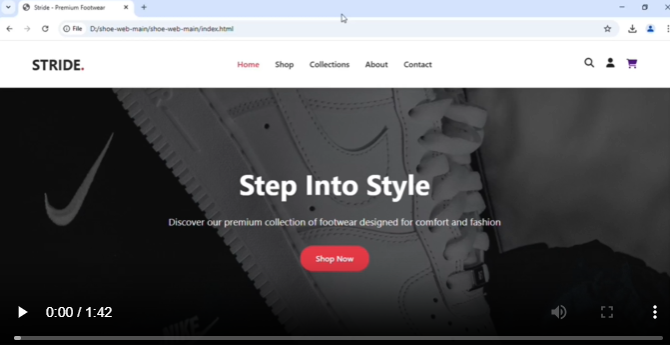 Stride - Premium Footwear
File D:/shoe-web-main/shoe-web-main/index.html
STRIDE.
Home Shop Collections About Contact
Step Into Style
Discover our premium collection of footwear designed for comfort and fashion
Shop Now
0:00 / 1:42
NIKE